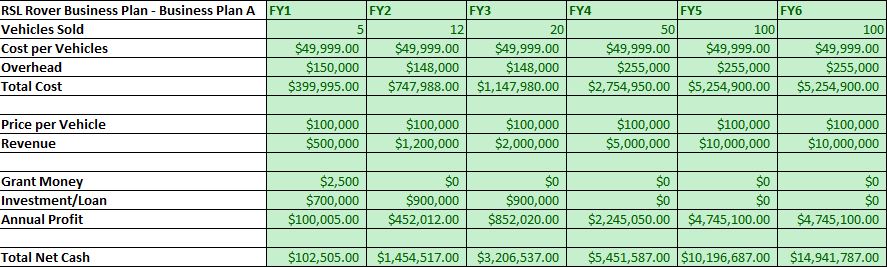 RSL Rover Business Plan - Business Plan A FY1 FY2 FY3 FY4 FY5 FY6
Vehicles Sold 5 12 20 50 100 100
Cost per Vehicles $49,999.00 $49,999.00 $49,999.00 $49,999.00 $49,999.00 $49,999.00
Overhead $150,000 $148,000 $148,000 $255,000 $255,000 $255,000
Total Cost $399,995.00 $747,988.00 $1,147,980.00 $2,754,950.00 $5,254,900.00 $5,254,900.00
Price per Vehicle $100,000 $100,000 $100,000 $100,000 $100,000 $100,000
Revenue $500,000 $1,200,000 $2,000,000 $5,000,000 $10,000,000 $10,000,000
Grant Money $2,500 $0 $0 $0 $0 $0
Investment/Loan $700,000 $900,000 $900,000 $0 $0 $0
Annual Profit $100,005.00 $452,012.00 $852,020.00 $2,245,050.00 $4,745,100.00 $4,745,100.00
Total Net Cash $102,505.00 $1,454,517.00 $3,206,537.00 $5,451,587.00 $10,196,687.00 $14,941,787.00